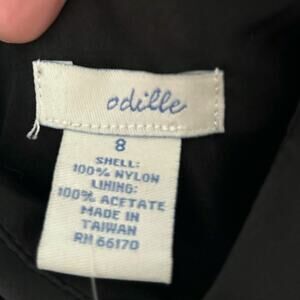 odille
8
SHELL:
100% NYLON
LINING:
100% ACETATE
MADE IN
TAIWAN
RN 66170